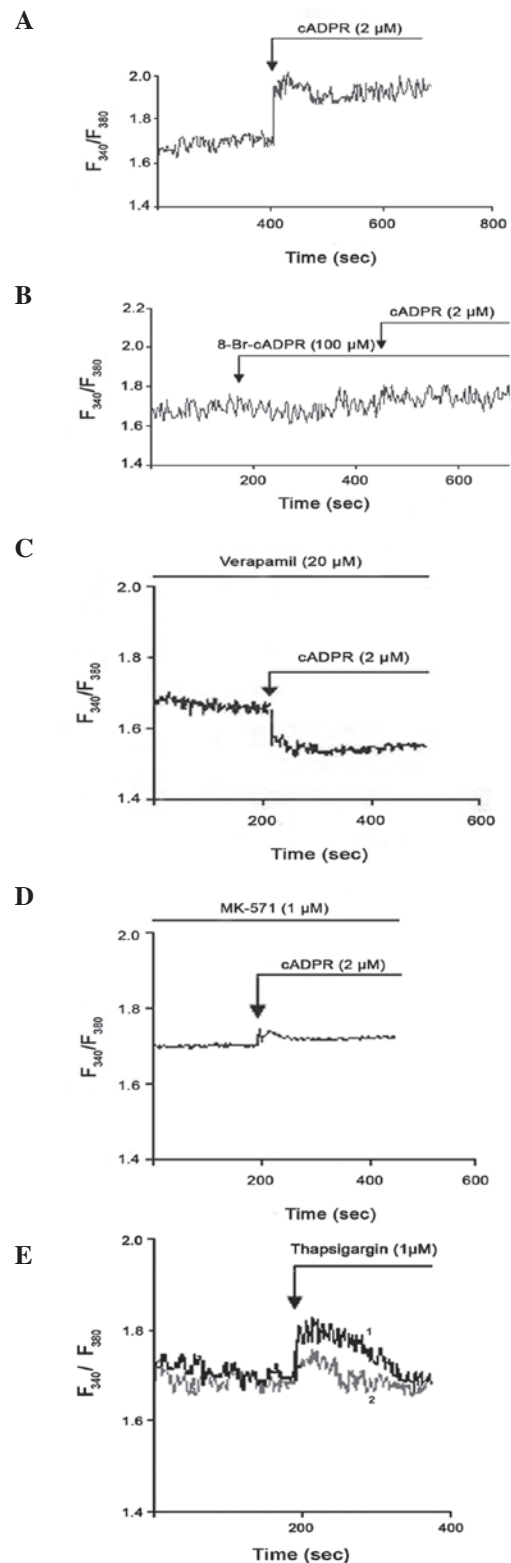 A
cADPR (2 µM)
2.0
1.8
1.6
1.4
F340/F380
400
600
800
Time (sec)
B
cADPR (2 µM)
8-Br-cADPR (100 µM)
2.2
2.0
1.8
1.6
1.4
F340/F380
200
400
600
Time (sec)
C
Verapamil (20 µM)
cADPR (2 µM)
2.0
1.8
1.6
1.4
F340/F380
200
400
600
Time (sec)
D
MK-571 (1 µM)
cADPR (2 µM)
2.0
1.8
1.6
1.4
F340/F380
200
400
600
Time (sec)
E
Thapsigargin (1µM)
2.0
1.8
1.6
1.4
F340/ F380
1
2
200
400
Time (sec)